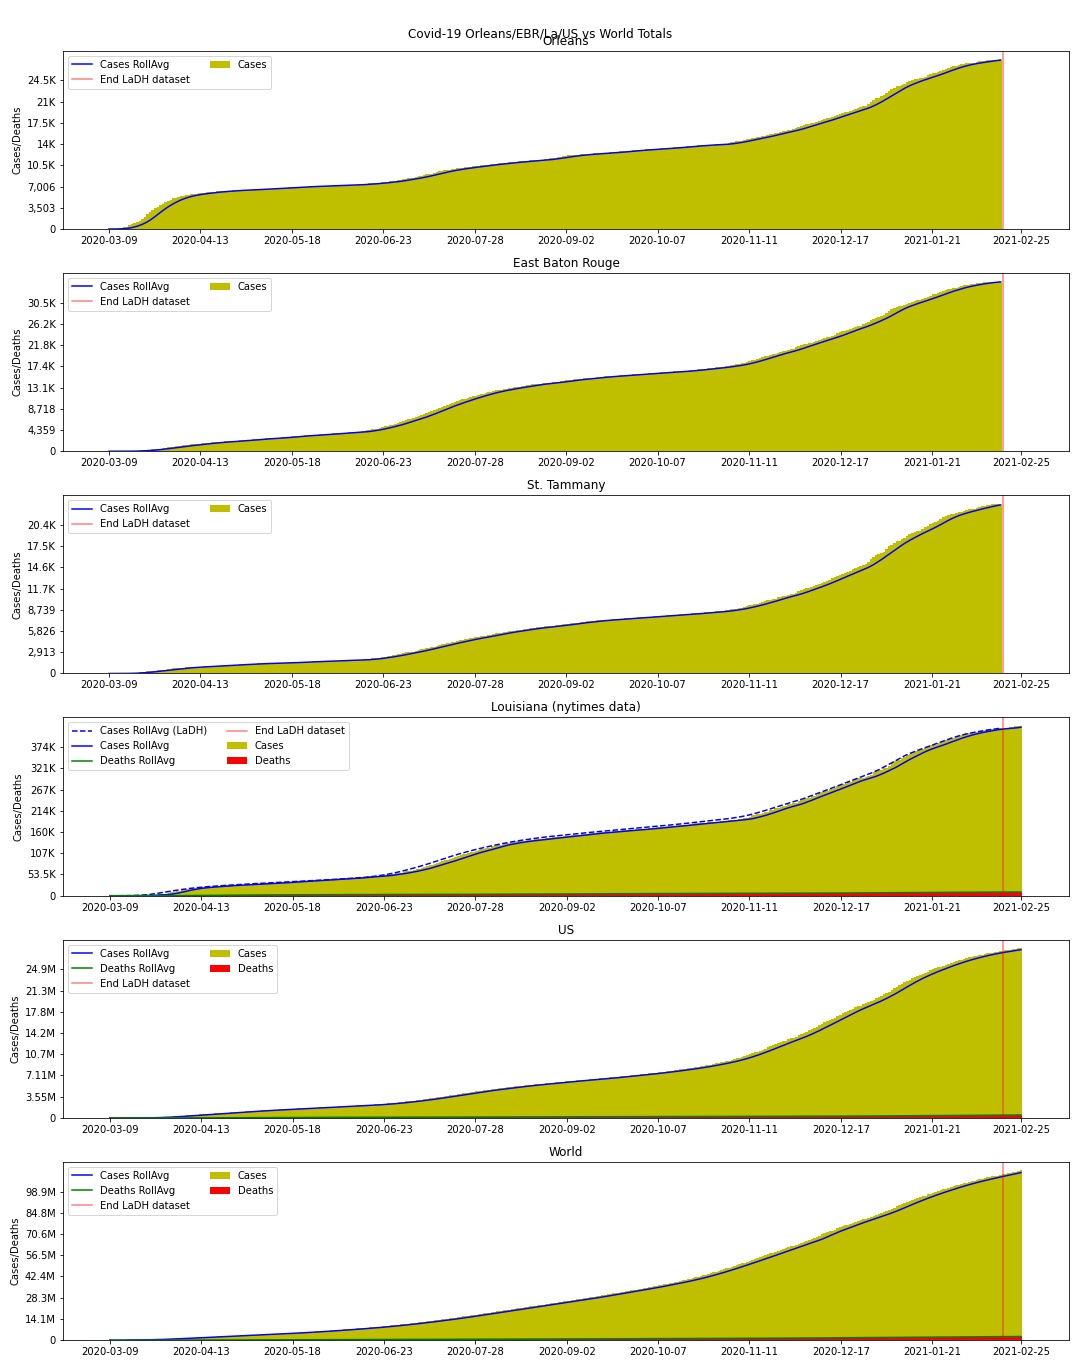 Covid-19 Orleans/EBR/La/US vs World Totals
Orleans
Cases RollAvg
End LaDH dataset
Cases
Cases/Deaths
24.5K
21K
17.5K
14K
10.5K
7,006
3,503
0
2020-03-09 2020-04-13 2020-05-18 2020-06-23 2020-07-28 2020-09-02 2020-10-07 2020-11-11 2020-12-17 2021-01-21 2021-02-25
East Baton Rouge
Cases RollAvg
End LaDH dataset
Cases
Cases/Deaths
30.5K
26.2K
21.8K
17.4K
13.1K
8,718
4,359
0
2020-03-09 2020-04-13 2020-05-18 2020-06-23 2020-07-28 2020-09-02 2020-10-07 2020-11-11 2020-12-17 2021-01-21 2021-02-25
St. Tammany
Cases RollAvg
End LaDH dataset
Cases
Cases/Deaths
20.4K
17.5K
14.6K
11.7K
8,739
5,826
2,913
0
2020-03-09 2020-04-13 2020-05-18 2020-06-23 2020-07-28 2020-09-02 2020-10-07 2020-11-11 2020-12-17 2021-01-21 2021-02-25
Louisiana (nytimes data)
Cases RollAvg (LaDH)
Cases RollAvg
Deaths RollAvg
End LaDH dataset
Cases
Deaths
Cases/Deaths
374K
321K
267K
214K
160K
107K
53.5K
0
2020-03-09 2020-04-13 2020-05-18 2020-06-23 2020-07-28 2020-09-02 2020-10-07 2020-11-11 2020-12-17 2021-01-21 2021-02-25
US
Cases RollAvg
Deaths RollAvg
End LaDH dataset
Cases
Deaths
Cases/Deaths
24.9M
21.3M
17.8M
14.2M
10.7M
7.11M
3.55M
0
2020-03-09 2020-04-13 2020-05-18 2020-06-23 2020-07-28 2020-09-02 2020-10-07 2020-11-11 2020-12-17 2021-01-21 2021-02-25
World
Cases RollAvg
Deaths RollAvg
End LaDH dataset
Cases
Deaths
Cases/Deaths
98.9M
84.8M
70.6M
56.5M
42.4M
28.3M
14.1M
0
2020-03-09 2020-04-13 2020-05-18 2020-06-23 2020-07-28 2020-09-02 2020-10-07 2020-11-11 2020-12-17 2021-01-21 2021-02-25